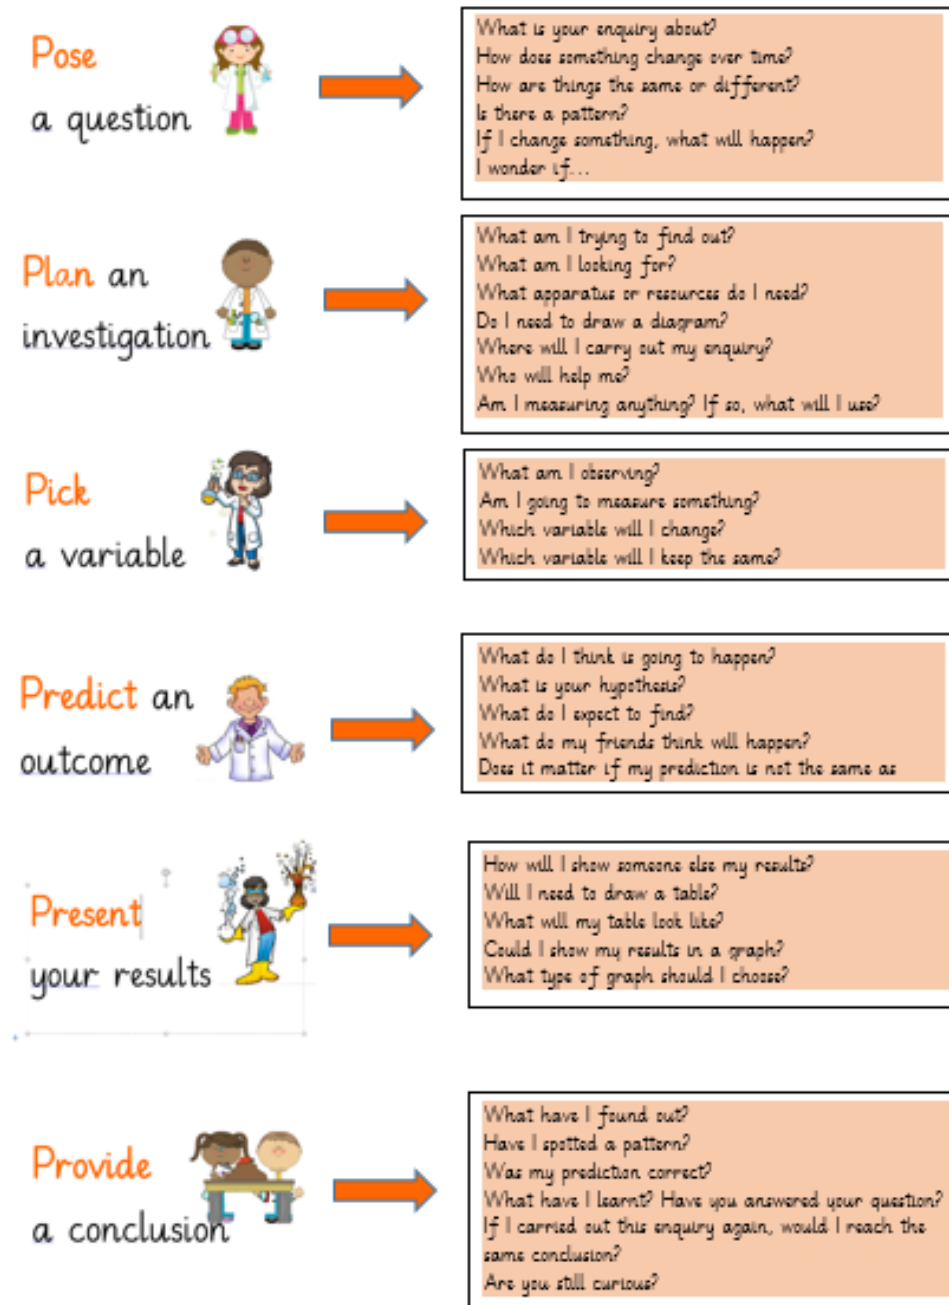 Pose
a question
What is your enquiry about?
How does something change over time?
How are things the same or different?
Is there a pattern?
If I change something, what will happen?
I wonder if...
Plan an
investigation
What am I trying to find out?
What am I looking for?
What apparatus or resources do I need?
Do I need to draw a diagram?
Where will I carry out my enquiry?
Who will help me?
Am I measuring anything? If so, what will I use?
Pick
a variable
What am I observing?
Am I going to measure something?
Which variable will I change?
Which variable will I keep the same?
Predict an
outcome
What do I think is going to happen?
What is your hypothesis?
What do I expect to find?
What do my friends think will happen?
Does it matter if my prediction is not the same as
Present
your results
How will I show someone else my results?
Will I need to draw a table?
What will my table look like?
Could I show my results in a graph?
What type of graph should I choose?
Provide
a conclusion
What have I found out?
Have I spotted a pattern?
Was my prediction correct?
What have I learnt? Have you answered your question?
If I carried out this enquiry again, would I reach the
same conclusion?
Are you still curious?